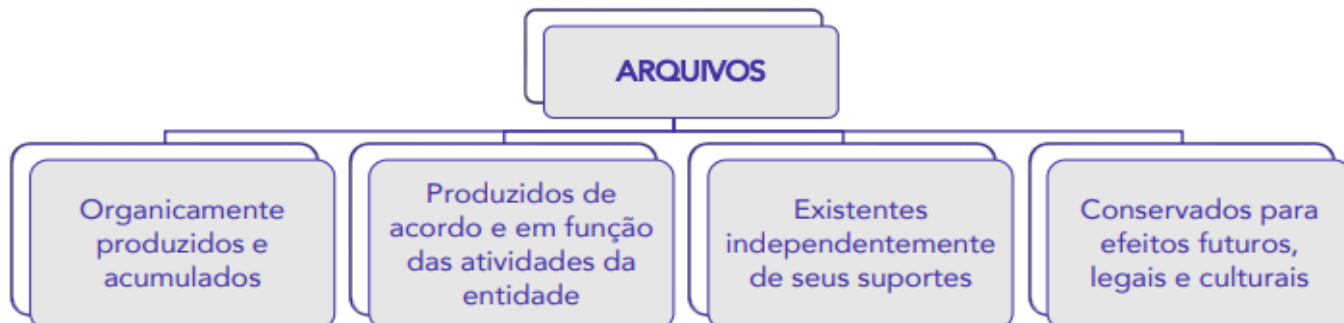 ARQUIVOS
Organicamente
produzidos e
acumulados
Produzidos de
acordo e em função
das atividades da
entidade
Existentes
independentemente
de seus suportes
Conservados para
efeitos futuros,
legais e culturais